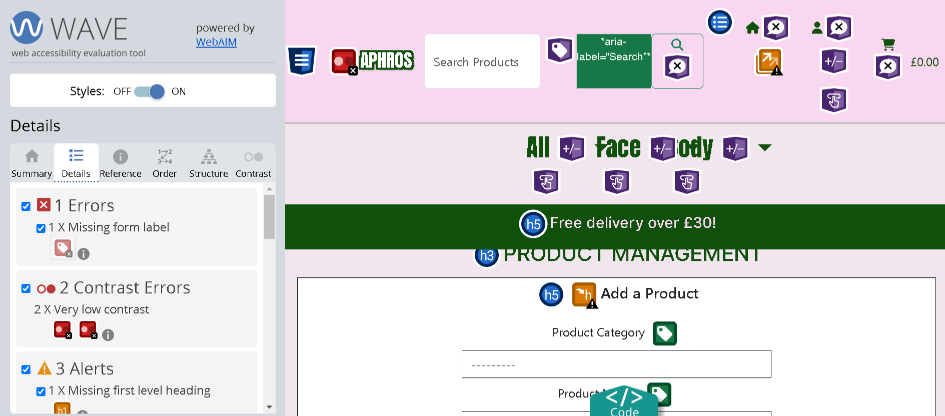 WAVE
web accessibility evaluation tool
powered by
WebAIM
Styles: OFF ON
Details
Summary Details Reference Order Structure Contrast
1 Errors
1 X Missing form label
2 Contrast Errors
2 X Very low contrast
3 Alerts
1 X Missing first level heading
h1
APHROS
Search Products
*aria-
label="Search"*
£0.00
All +/- Face +/- ody +/-
h5 Free delivery over £30!
h3 PRODUCT MANAGEMENT
h5 h Add a Product
Product Category
---------
</>
Code
+/-